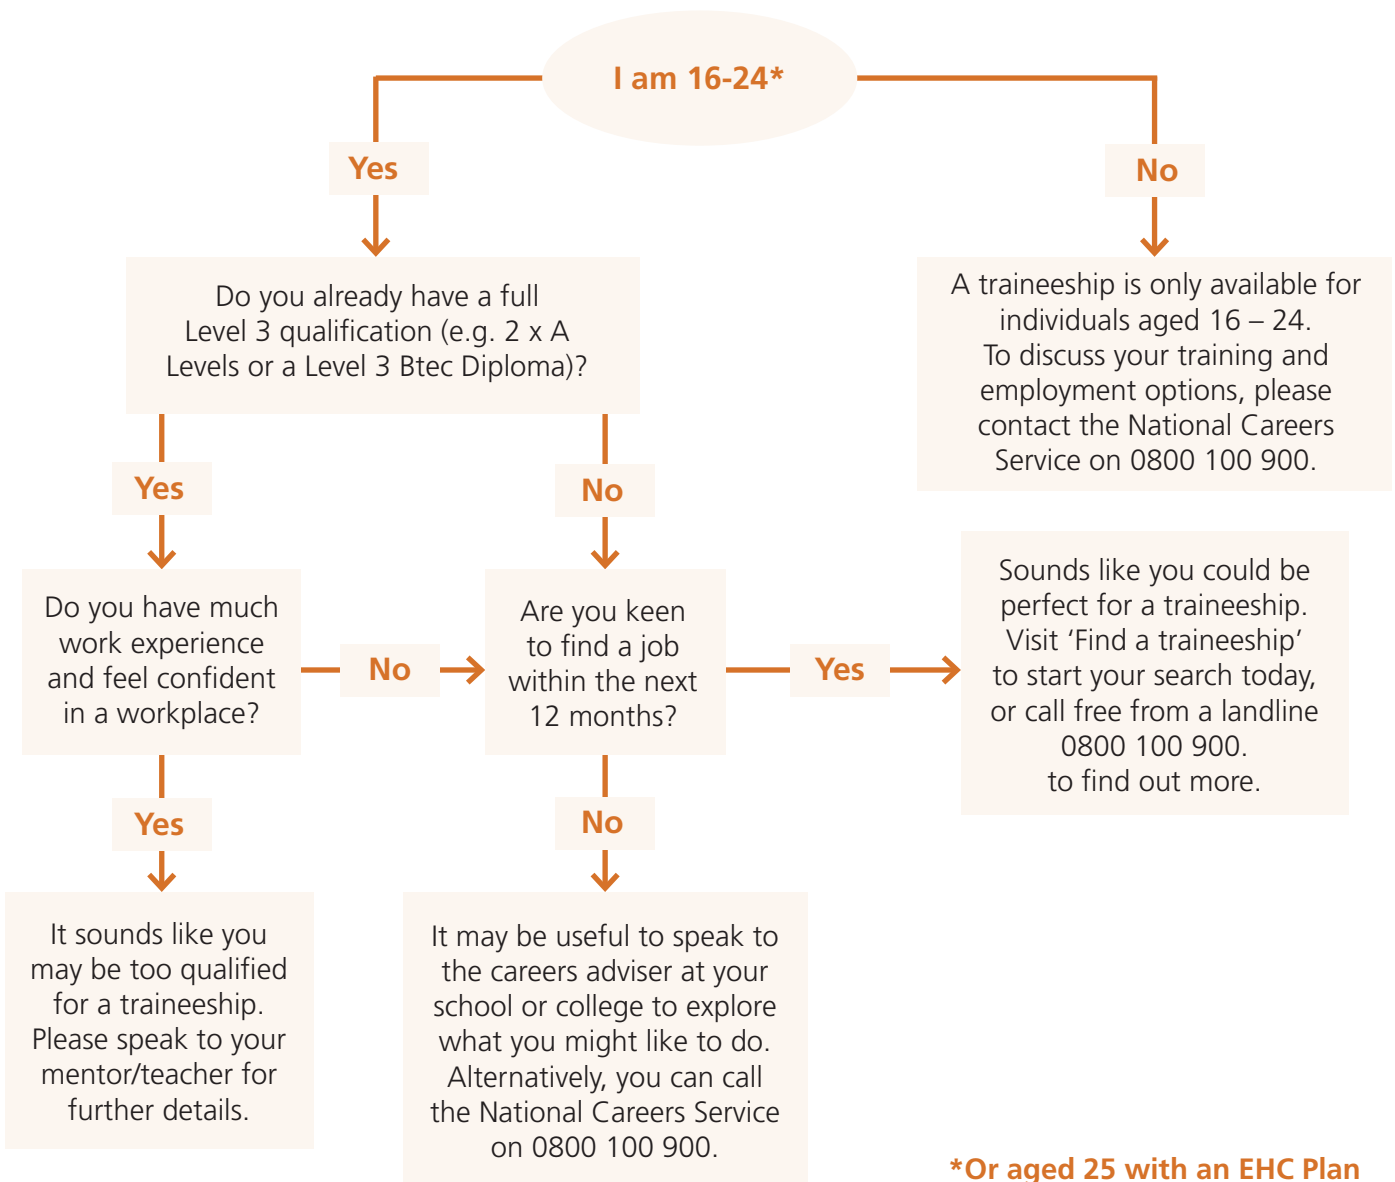 I am 16-24*
Yes
No
Do you already have a full
Level 3 qualification (e.g. 2 x A
Levels or a Level 3 Btec Diploma)?
A traineeship is only available for
individuals aged 16 – 24.
To discuss your training and
employment options, please
contact the National Careers
Service on 0800 100 900.
Yes
No
Do you have much
work experience
and feel confident
in a workplace?
No
Are you keen
to find a job
within the next
12 months?
Yes
Sounds like you could be
perfect for a traineeship.
Visit ‘Find a traineeship’
to start your search today,
or call free from a landline
0800 100 900.
to find out more.
Yes
No
It sounds like you
may be too qualified
for a traineeship.
Please speak to your
mentor/teacher for
further details.
It may be useful to speak to
the careers adviser at your
school or college to explore
what you might like to do.
Alternatively, you can call
the National Careers Service
on 0800 100 900.
*Or aged 25 with an EHC Plan